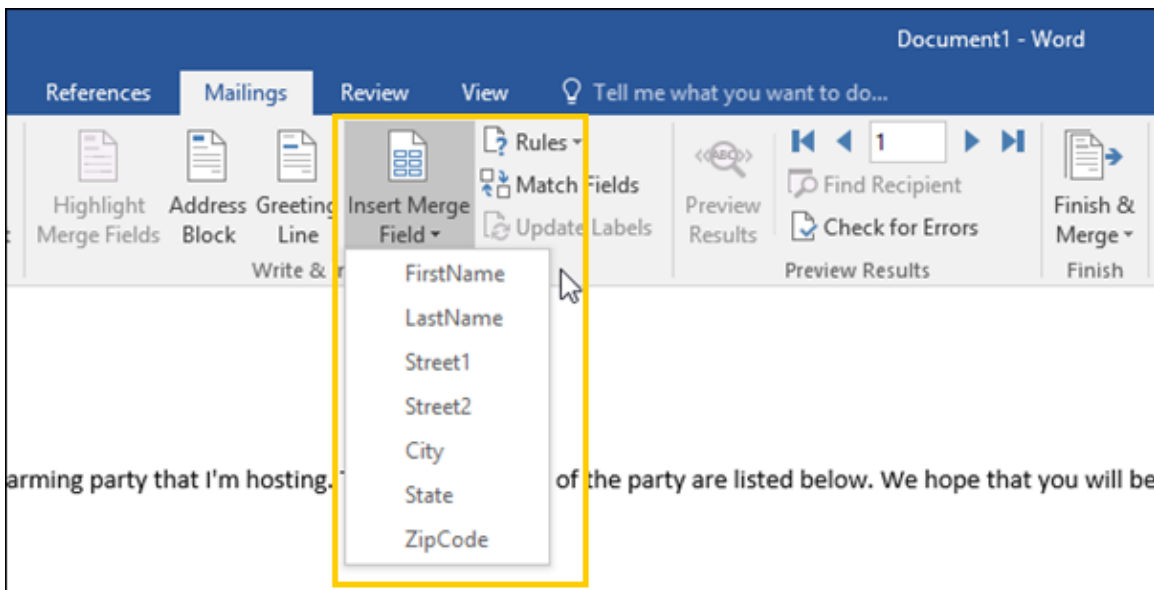 Document1 - Word
References Mailings Review View Tell me what you want to do...
Highlight Merge Fields
Address Block
Greeting Line
Insert Merge Field
Rules
Match Fields
Update Labels
Write &
Preview Results
1
Find Recipient
Check for Errors
Preview Results
Finish & Merge
Finish
FirstName
LastName
Street1
Street2
City
State
ZipCode
arming party that I'm hosting. of the party are listed below. We hope that you will be